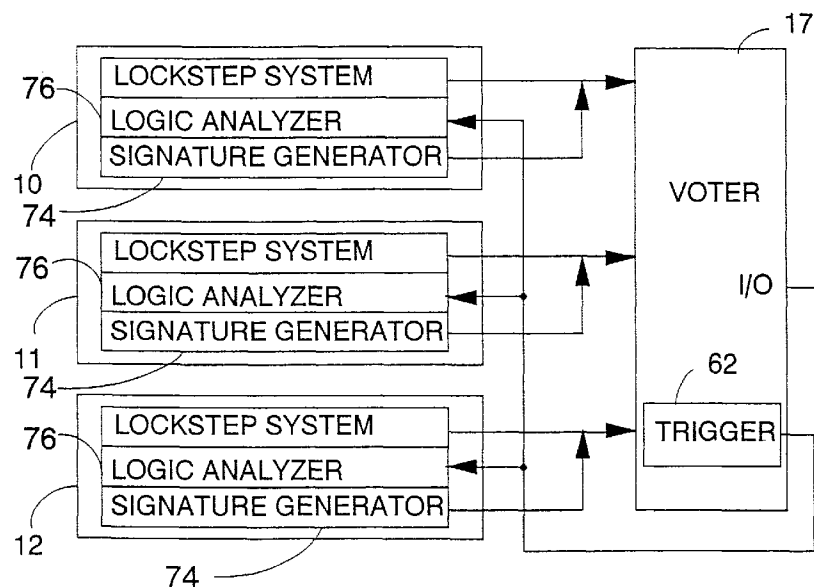 17
LOCKSTEP SYSTEM
76
LOGIC ANALYZER
SIGNATURE GENERATOR
10
74
VOTER
LOCKSTEP SYSTEM
76
LOGIC ANALYZER
I/O
SIGNATURE GENERATOR
11
74
62
LOCKSTEP SYSTEM
TRIGGER
76
LOGIC ANALYZER
SIGNATURE GENERATOR
12
74